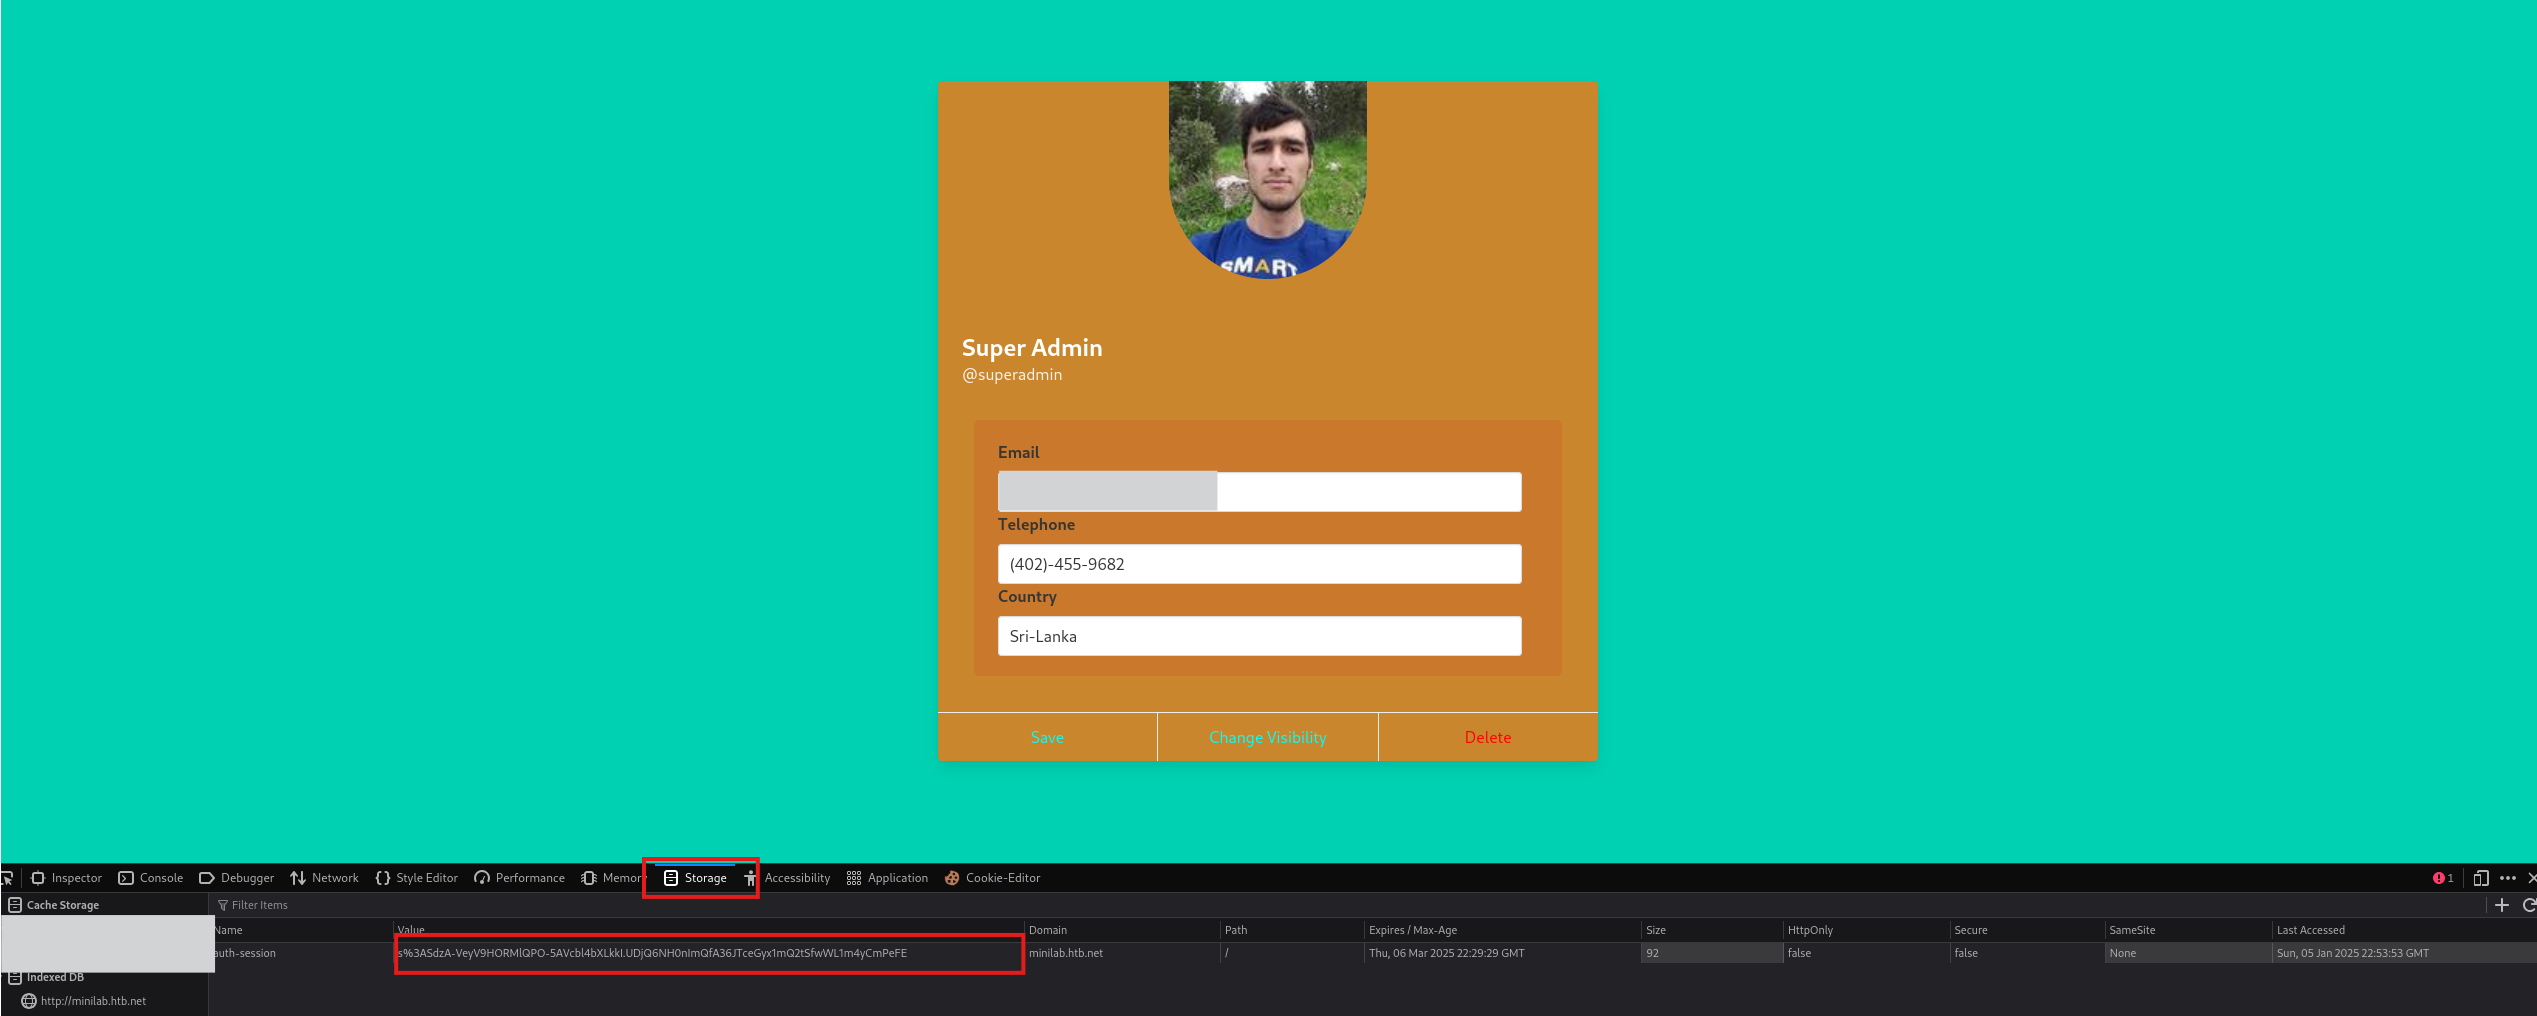 SMART
Super Admin
@superadmin
Email
Telephone
(402)-455-9682
Country
Sri-Lanka
Save Change Visibility Delete
Inspector Console Debugger Network Style Editor Performance Memory Storage Accessibility Application Cookie-Editor 1
Cache Storage Filter Items
Name Value Domain Path Expires / Max-Age Size HttpOnly Secure SameSite Last Accessed
auth-session s%3ASdzA-VeyV9HORMlQPO-5AVcbl4bXLkkI.UDjQ6NH0nImQfA36JTceGyx1mQ2tSfwWL1m4yCmPeFE minilab.htb.net / Thu, 06 Mar 2025 22:29:29 GMT 92 false false None Sun, 05 Jan 2025 22:53:53 GMT
Indexed DB
http://minilab.htb.net